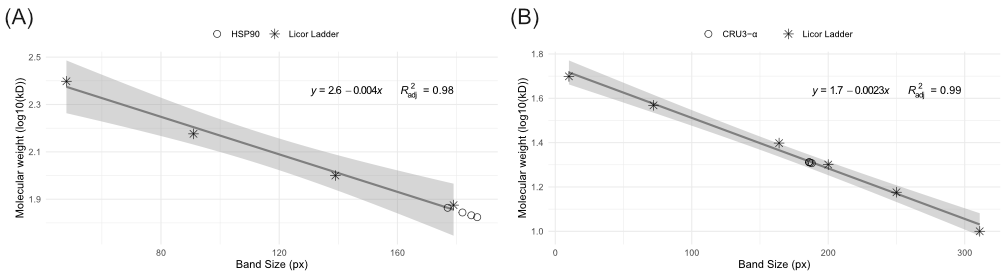 (A)
HSP90 Licor Ladder
2.5
2.3
2.1
1.9
Molecular weight (log10(kD))
y = 2.6 −0.004x R²adj = 0.98
80 120 160
Band Size (px)
(B)
CRU3−α Licor Ladder
1.8
1.6
1.4
1.2
1.0
Molecular weight (log10(kD))
y = 1.7 −0.0023x R²adj = 0.99
0 100 200 300
Band Size (px)